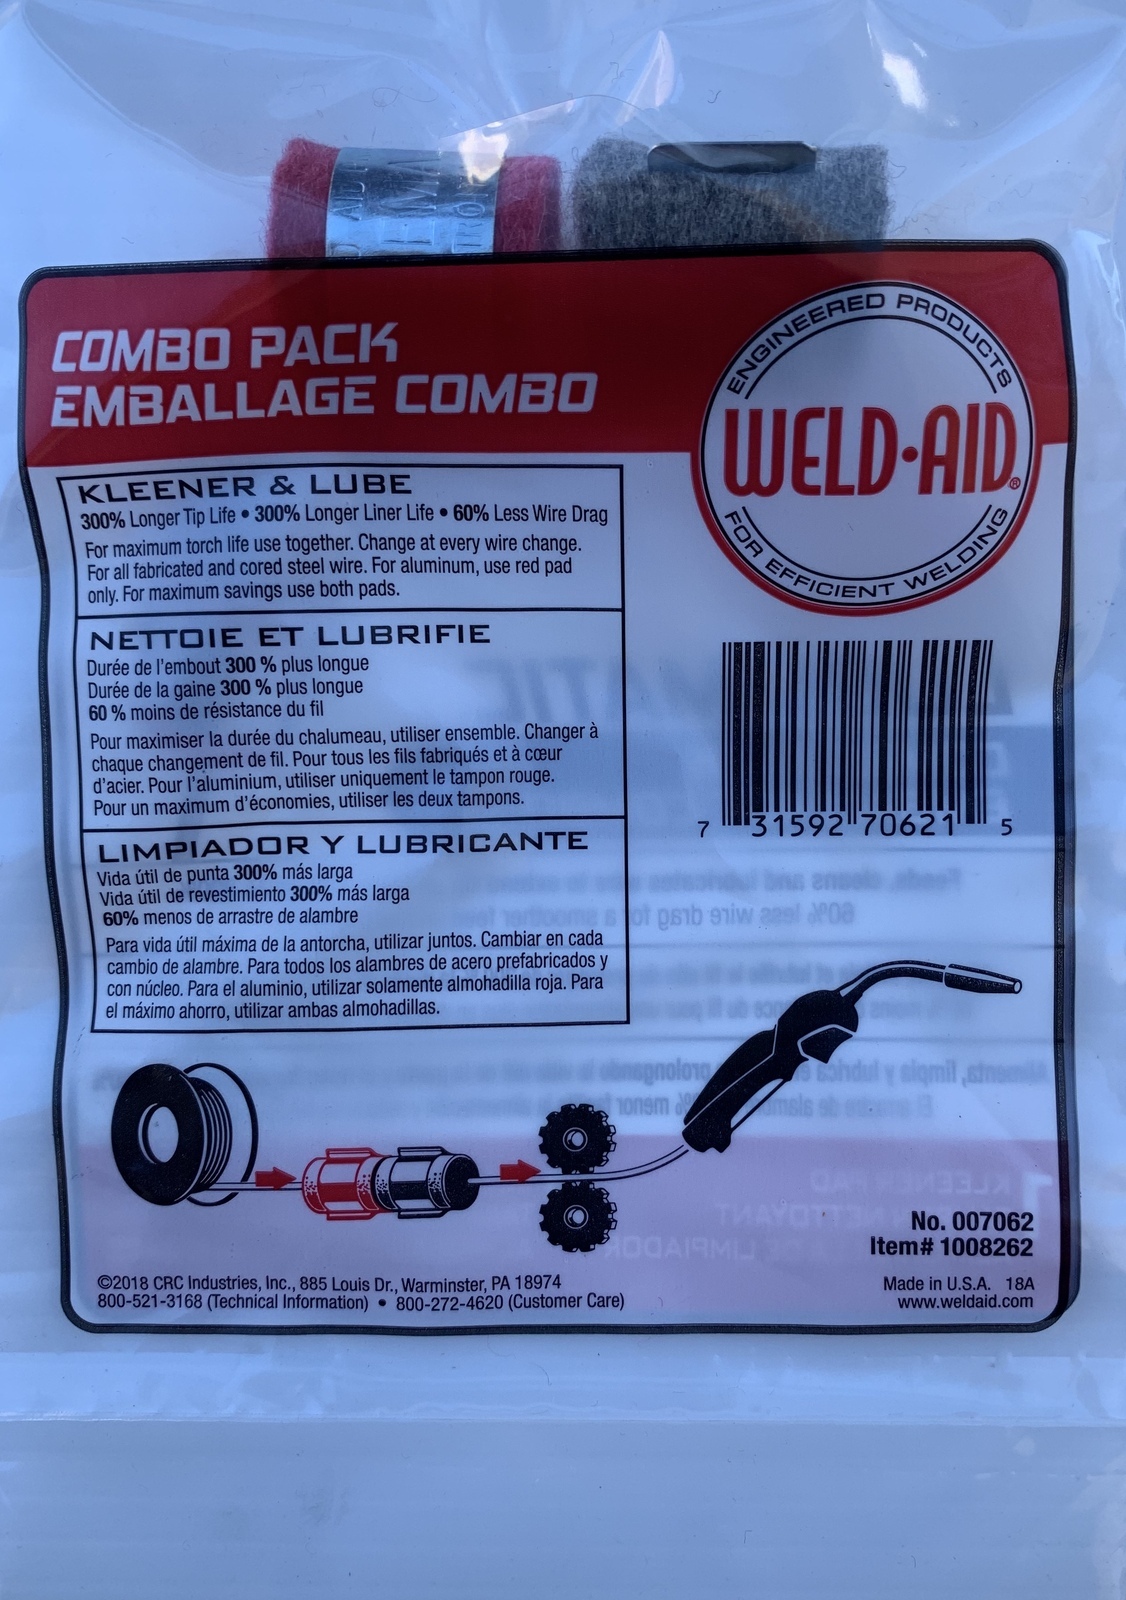 COMBO PACK
EMBALLAGE COMBO
ENGINEERED PRODUCTS
WELD•AID®
FOR EFFICIENT WELDING
KLEENER & LUBE
300% Longer Tip Life • 300% Longer Liner Life • 60% Less Wire Drag
For maximum torch life use together. Change at every wire change.
For all fabricated and cored steel wire. For aluminum, use red pad
only. For maximum savings use both pads.
NETTOIE ET LUBRIFIE
Durée de l'embout 300 % plus longue
Durée de la gaine 300 % plus longue
60 % moins de résistance du fil
Pour maximiser la durée du chalumeau, utiliser ensemble. Changer à
chaque changement de fil. Pour tous les fils fabriqués et à cœur
d'acier. Pour l'aluminium, utiliser uniquement le tampon rouge.
Pour un maximum d'économies, utiliser les deux tampons.
LIMPIADOR Y LUBRICANTE
Vida útil de punta 300% más larga
Vida útil de revestimiento 300% más larga
60% menos de arrastre de alambre
Para vida útil máxima de la antorcha, utilizar juntos. Cambiar en cada
cambio de alambre. Para todos los alambres de acero prefabricados y
con núcleo. Para el aluminio, utilizar solamente almohadilla roja. Para
el máximo ahorro, utilizar ambas almohadillas.
7 31592 70621 5
No. 007062
Item# 1008262
©2018 CRC Industries, Inc., 885 Louis Dr., Warminster, PA 18974
800-521-3168 (Technical Information) • 800-272-4620 (Customer Care)
Made in U.S.A. 18A
www.weldaid.com